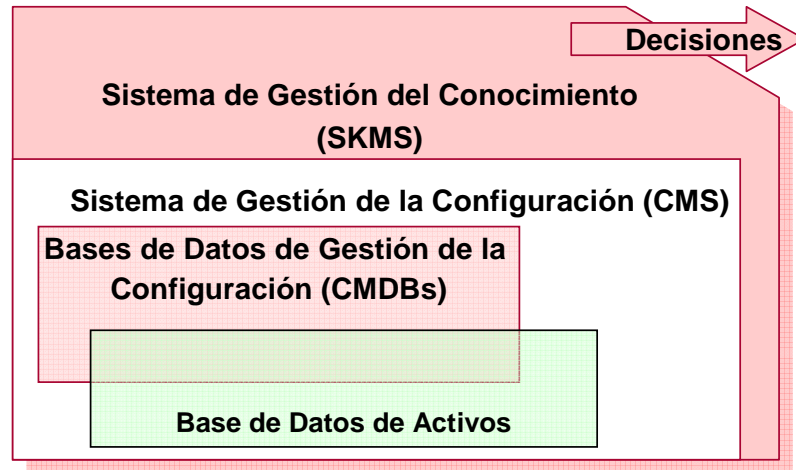 Decisiones
Sistema de Gestión del Conocimiento
(SKMS)
Sistema de Gestión de la Configuración (CMS)
Bases de Datos de Gestión de la
Configuración (CMDBs)
Base de Datos de Activos